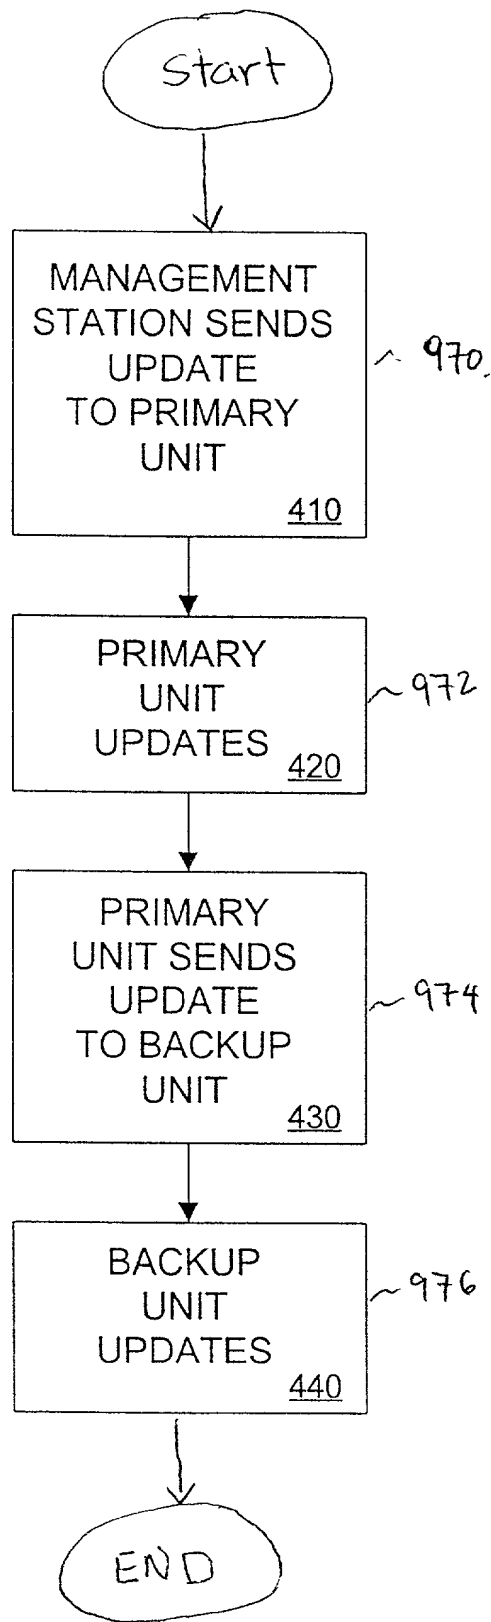 Start
MANAGEMENT
STATION SENDS
UPDATE
TO PRIMARY
UNIT
410
970
PRIMARY
UNIT
UPDATES
420
972
PRIMARY
UNIT SENDS
UPDATE
TO BACKUP
UNIT
430
974
BACKUP
UNIT
UPDATES
440
976
END